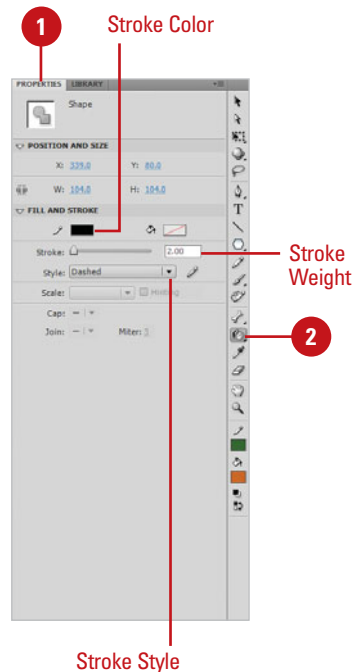 1
Stroke Color
PROPERTIES LIBRARY
Shape
POSITION AND SIZE
X: 339.0 Y: 80.0
W: 104.0 H: 104.0
FILL AND STROKE
Stroke: 2.00
Stroke Weight
Style: Dashed
Scale: Hinting
Cap: —
Join: — Miter: 3
2
T
Stroke Style